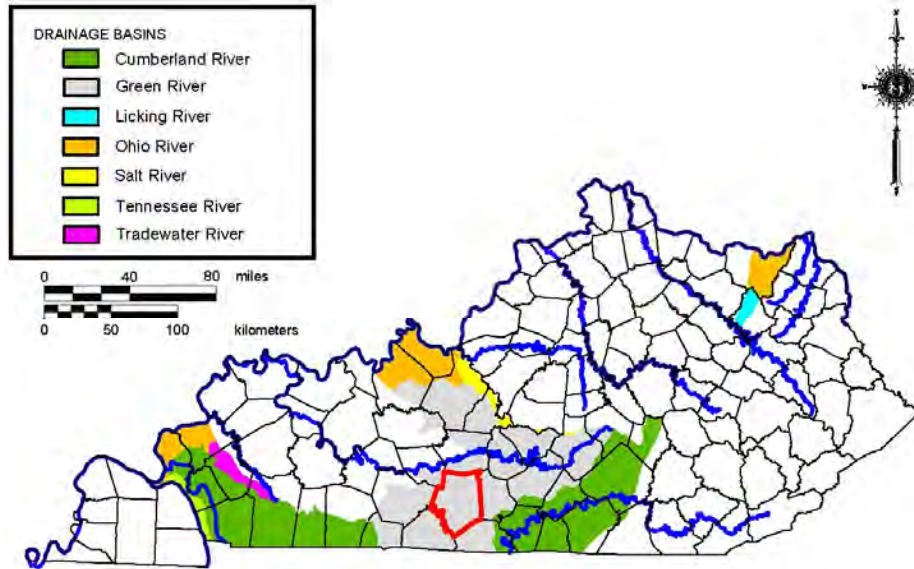 DRAINAGE BASINS
Cumberland River
Green River
Licking River
Ohio River
Salt River
Tennessee River
Tradewater River
0 40 80 miles
0 50 100 kilometers